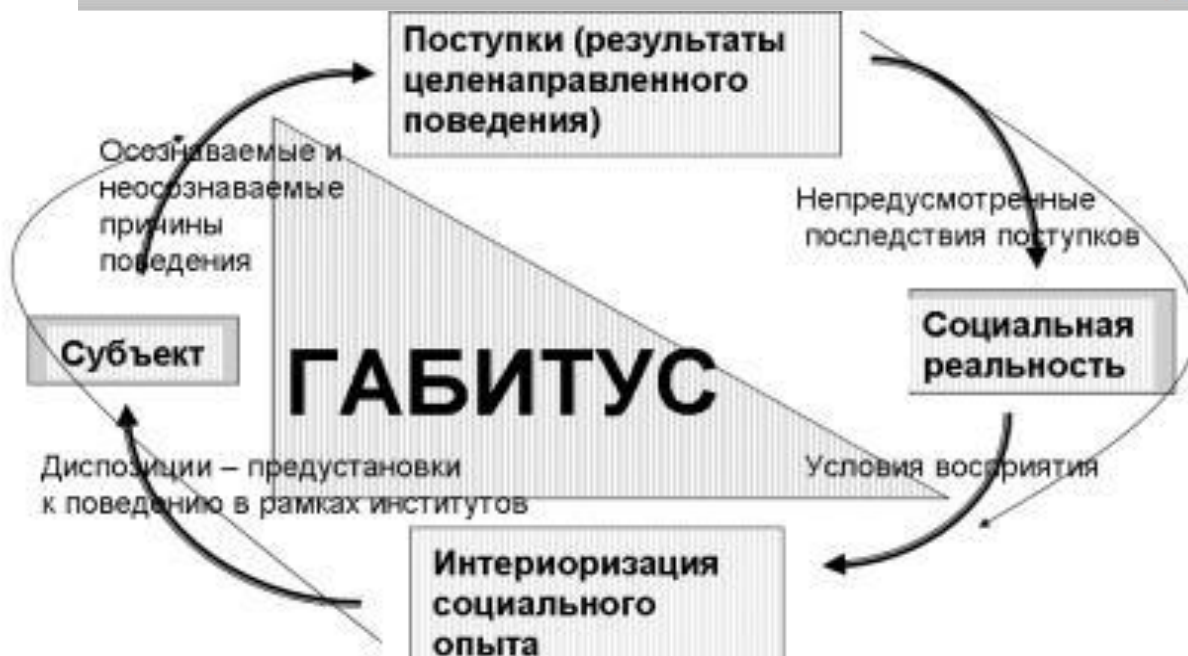 Поступки (результаты
целенаправленного
поведения)
Осознаваемые и
неосознаваемые
причины
поведения
Непредусмотренные
последствия поступков
Субъект
ГАБИТУС
Социальная
реальность
Диспозиции – предустановки
к поведению в рамках институтов
Условия восприятия
Интериоризация
социального
опыта